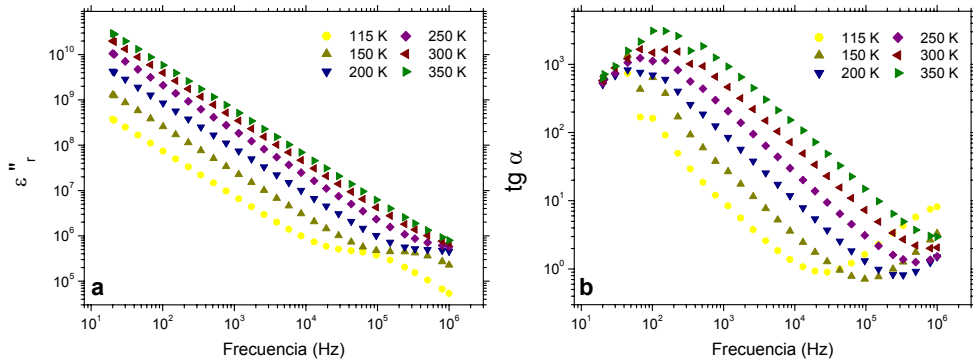 10^10
10^9
10^8
10^7
10^6
10^5
ε''r
115 K 250 K
150 K 300 K
200 K 350 K
a
10^1 10^2 10^3 10^4 10^5 10^6
Frecuencia (Hz)
10^3
10^2
10^1
10^0
tg α
115 K 250 K
150 K 300 K
200 K 350 K
b
10^1 10^2 10^3 10^4 10^5 10^6
Frecuencia (Hz)